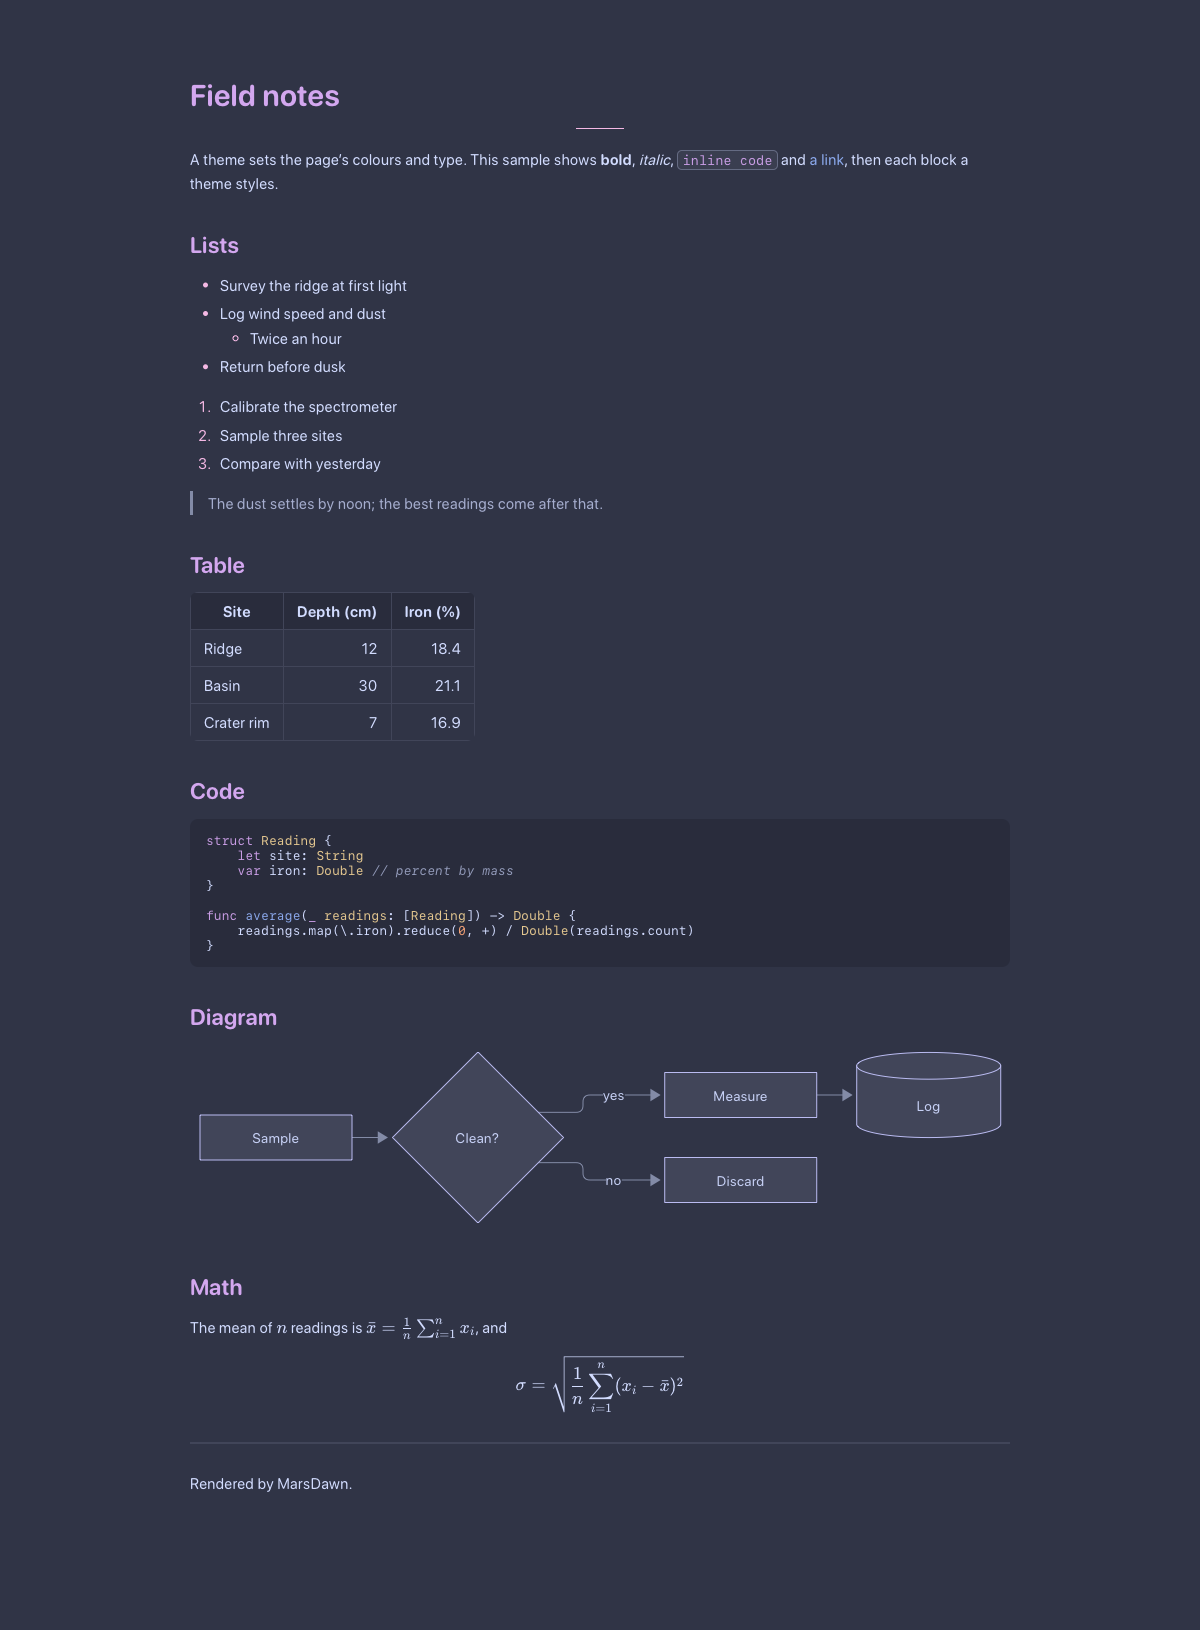 Field notes
A theme sets the page’s colours and type. This sample shows bold, italic, inline code and a link, then each block a
theme styles.
Lists
• Survey the ridge at first light
• Log wind speed and dust
◦ Twice an hour
• Return before dusk
1. Calibrate the spectrometer
2. Sample three sites
3. Compare with yesterday
The dust settles by noon; the best readings come after that.
Table
Site Depth (cm) Iron (%)
Ridge 12 18.4
Basin 30 21.1
Crater rim 7 16.9
Code
struct Reading {
    let site: String
    var iron: Double // percent by mass
}
func average(_ readings: [Reading]) -> Double {
    readings.map(\.iron).reduce(0, +) / Double(readings.count)
}
Diagram
Sample
Clean?
yes
Measure
Log
no
Discard
Math
The mean of n readings is x̄ = 1/n ∑ⁿᵢ₌₁ xᵢ, and
σ = √(1/n ∑ⁿᵢ₌₁ (xᵢ − x̄)²)
Rendered by MarsDawn.